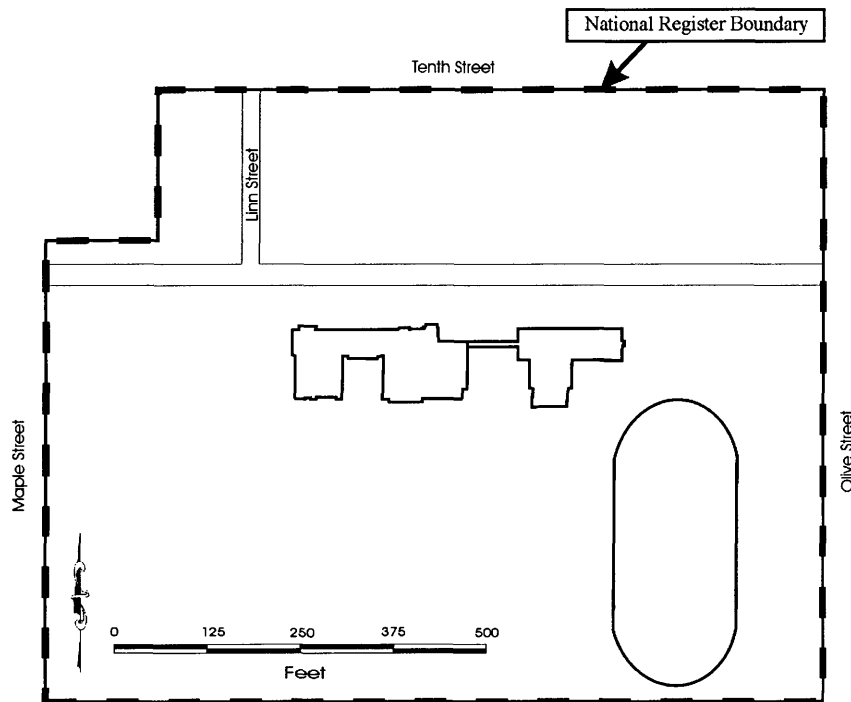 National Register Boundary
Tenth Street
Linn Street
Maple Street
Olive Street
0 125 250 375 500
Feet